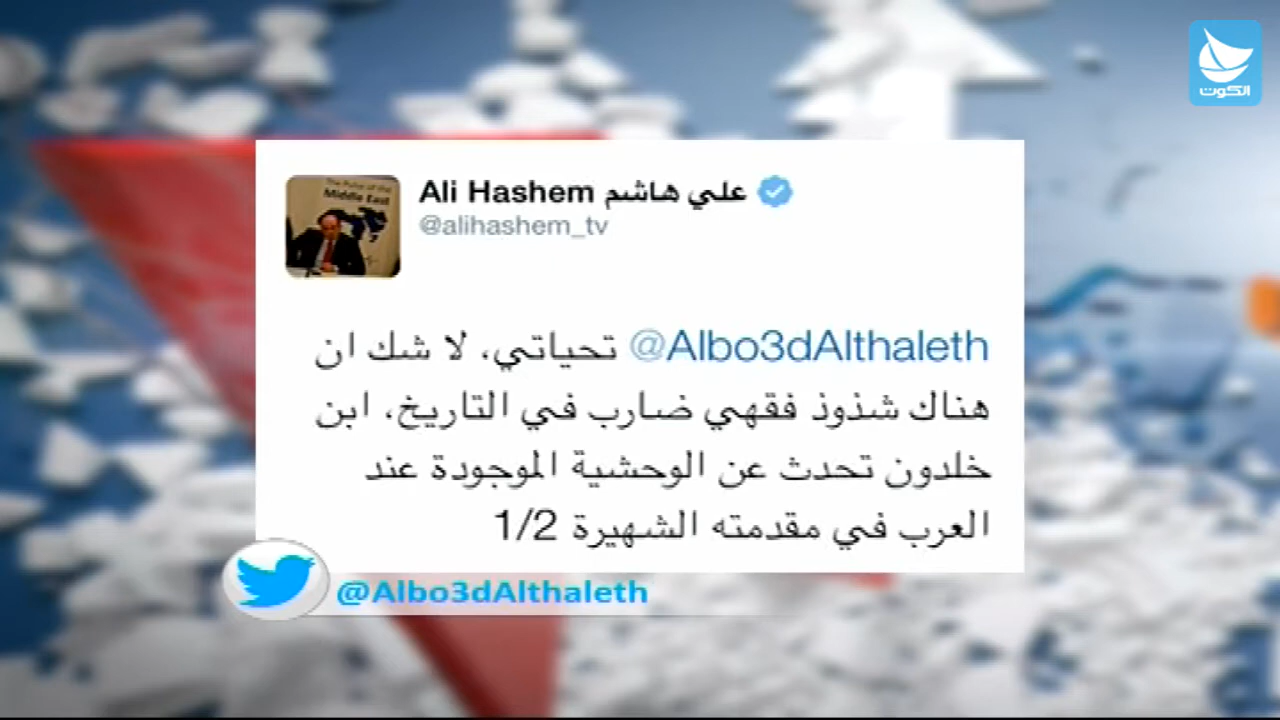 الكوت
The Pulse of the
Middle East
Ali Hashem علي هاشم
@alihashem_tv
@Albo3dAlthaleth تحياتي، لا شك ان
هناك شذوذ فقهي ضارب في التاريخ، ابن
خلدون تحدث عن الوحشية الموجودة عند
العرب في مقدمته الشهيرة 1/2
@Albo3dAlthaleth